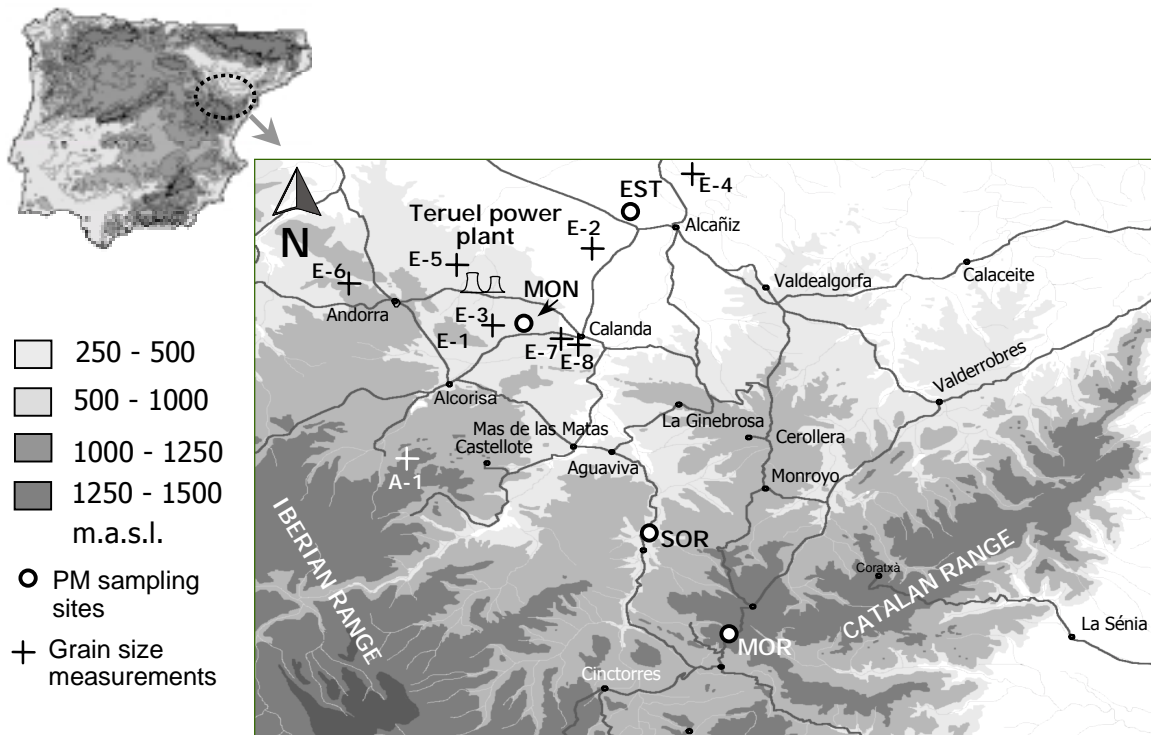 EST
E-4
Teruel power
plant
E-2
Alcañiz
N
E-5
E-6
MON
Valdealgorfa
Calaceite
Andorra
E-3
E-1
Calanda
E-7
E-8
250 - 500
500 - 1000
1000 - 1250
1250 - 1500
m.a.s.l.
PM sampling
sites
Grain size
measurements
Alcorisa
Valderrobres
La Ginebrosa
Mas de las Matas
Castellote
Cerollera
Aguaviva
A-1
Monroyo
IBERIAN RANGE
SOR
Coratxà
CATALAN RANGE
La Sénia
MOR
Cinctorres